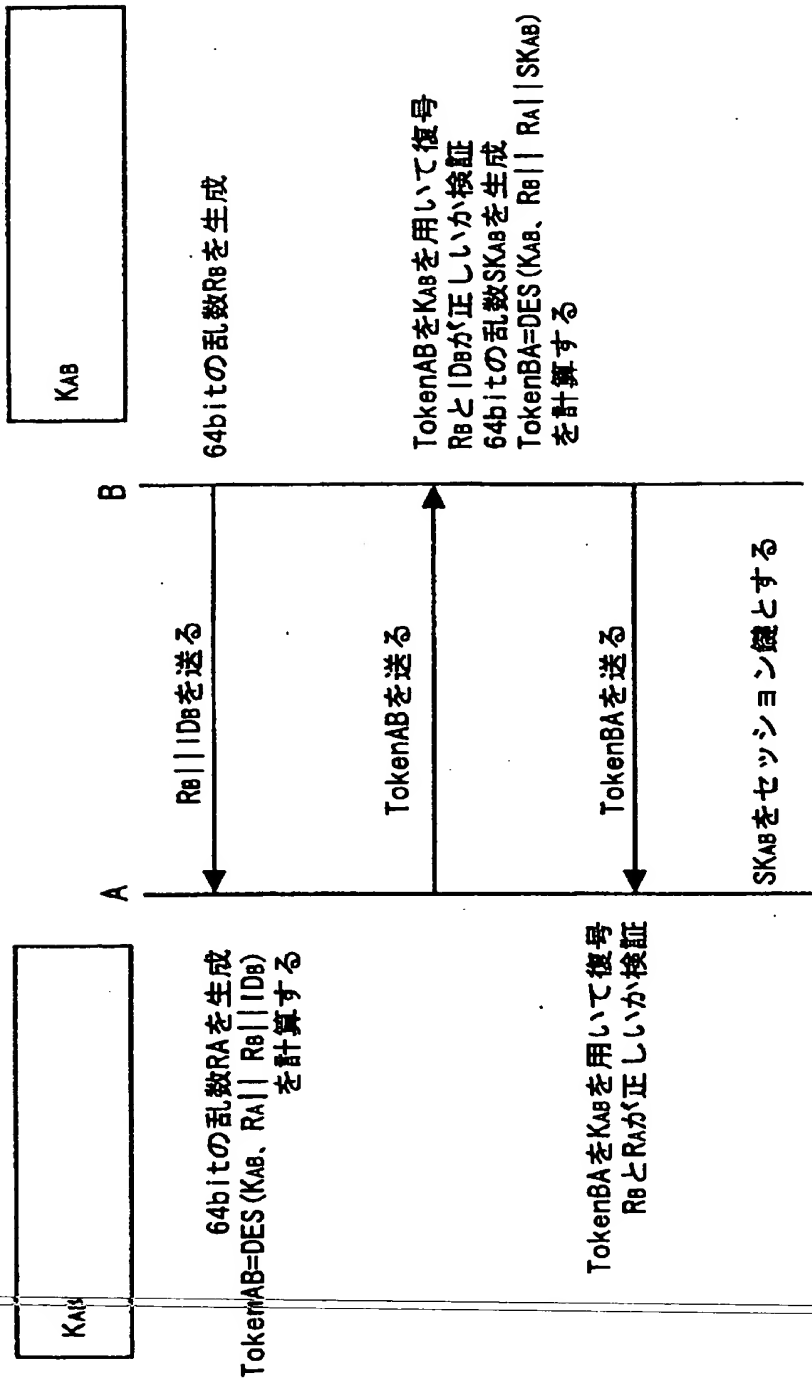 KAB
KAB
A
B
64bitの乱数RBを生成
RB||IDBを送る
64bitの乱数RAを生成
TokenAB=DES(KAB、RA|| RB||IDB)
を計算する
TokenABを送る
TokenABをKABを用いて復号
RBとIDBが正しいか検証
64bitの乱数SKABを生成
TokenBA=DES(KAB、RB|| RA||SKAB)
を計算する
TokenBAを送る
TokenBAをKABを用いて復号
RBとRAが正しいか検証
SKABをセッション鍵とする